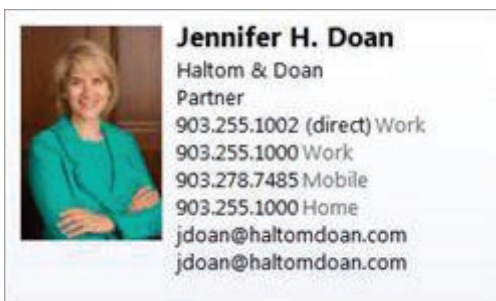 Jennifer H. Doan
Haltom & Doan
Partner
903.255.1002 (direct) Work
903.255.1000 Work
903.278.7485 Mobile
903.255.1000 Home
jdoan@haltomdoan.com
jdoan@haltomdoan.com